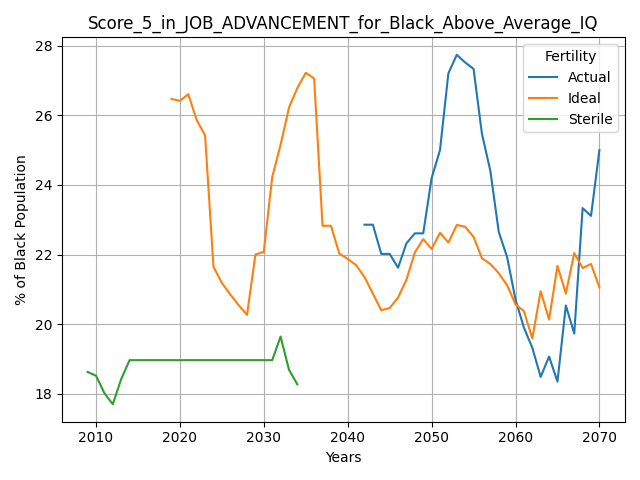 Score_5_in_JOB_ADVANCEMENT_for_Black_Above_Average_IQ
28
26
24
22
20
18
% of Black Population
Fertility
Actual
Ideal
Sterile
2010 2020 2030 2040 2050 2060 2070
Years